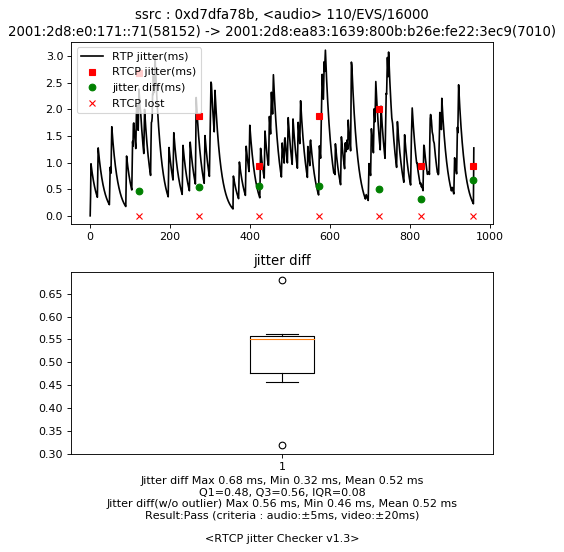 ssrc : 0xd7dfa78b, <audio> 110/EVS/16000
2001:2d8:e0:171::71(58152) -> 2001:2d8:ea83:1639:800b:b26e:fe22:3ec9(7010)
RTP jitter(ms)
RTCP jitter(ms)
jitter diff(ms)
RTCP lost
3.0
2.5
2.0
1.5
1.0
0.5
0.0
0 200 400 600 800 1000
jitter diff
0.65
0.60
0.55
0.50
0.45
0.40
0.35
0.30
1
Jitter diff Max 0.68 ms, Min 0.32 ms, Mean 0.52 ms
Q1=0.48, Q3=0.56, IQR=0.08
Jitter diff(w/o outlier) Max 0.56 ms, Min 0.46 ms, Mean 0.52 ms
Result:Pass (criteria : audio:±5ms, video:±20ms)
<RTCP jitter Checker v1.3>